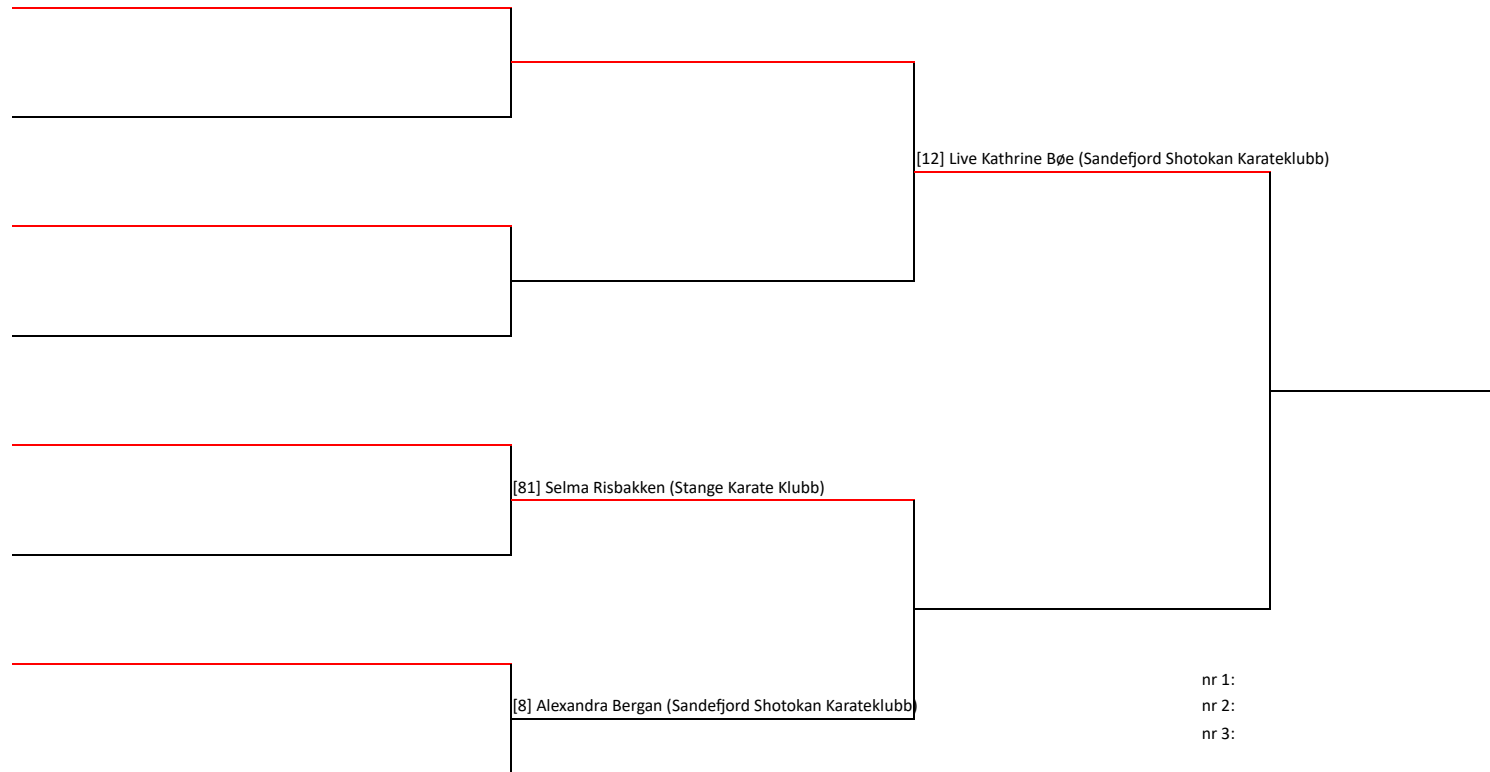 [12] Live Kathrine Bøe (Sandefjord Shotokan Karateklubb)
[81] Selma Risbakken (Stange Karate Klubb)
[8] Alexandra Bergan (Sandefjord Shotokan Karateklubb)
nr 1:
nr 2:
nr 3: